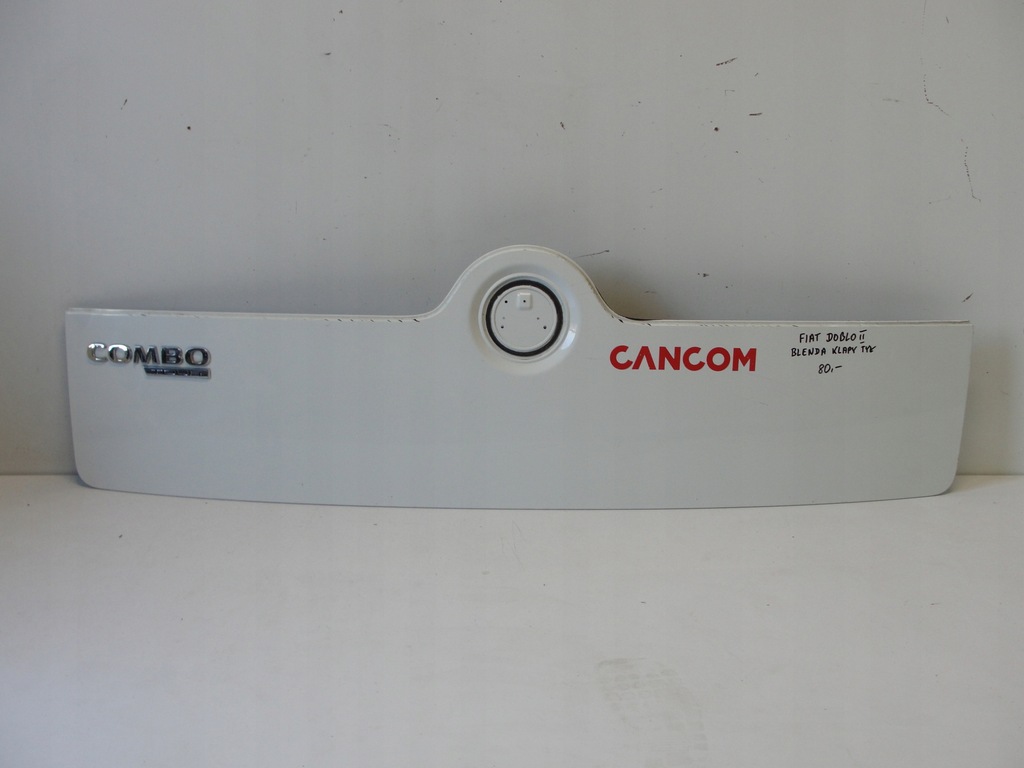 COMBO
CANCOM
FIAT DOBLO II
BLENDA KLAPY TYŁ
80,-